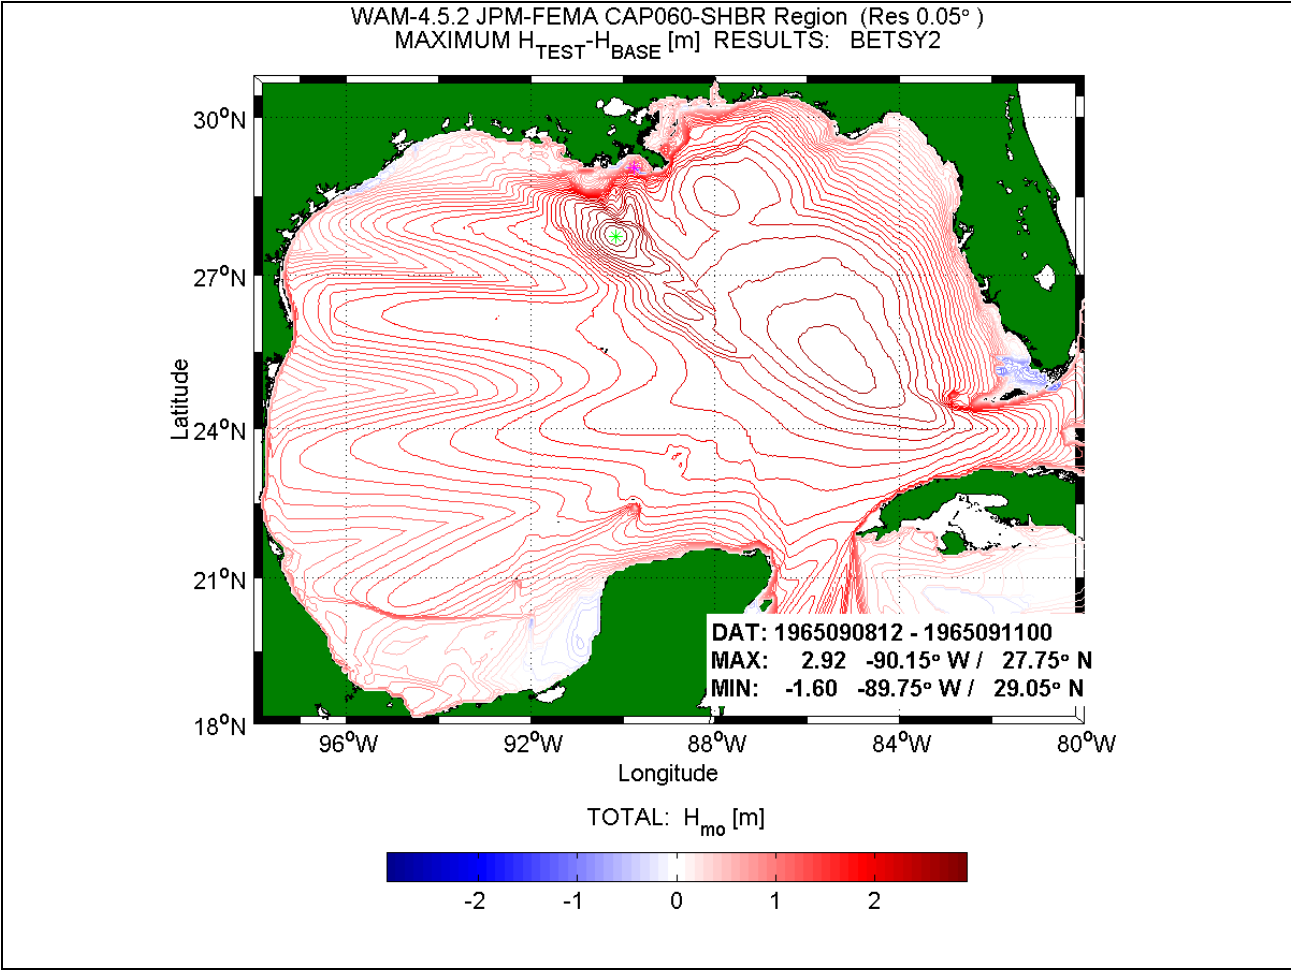 WAM-4.5.2 JPM-FEMA CAP060-SHBR Region (Res 0.05° )
MAXIMUM HTEST-HBASE [m] RESULTS: BETSY2
30°N
27°N
24°N
21°N
18°N
Latitude
DAT: 1965090812 - 1965091100
MAX: 2.92 -90.15° W / 27.75° N
MIN: -1.60 -89.75° W / 29.05° N
96°W 92°W 88°W 84°W 80°W
Longitude
TOTAL: Hmo [m]
-2 -1 0 1 2